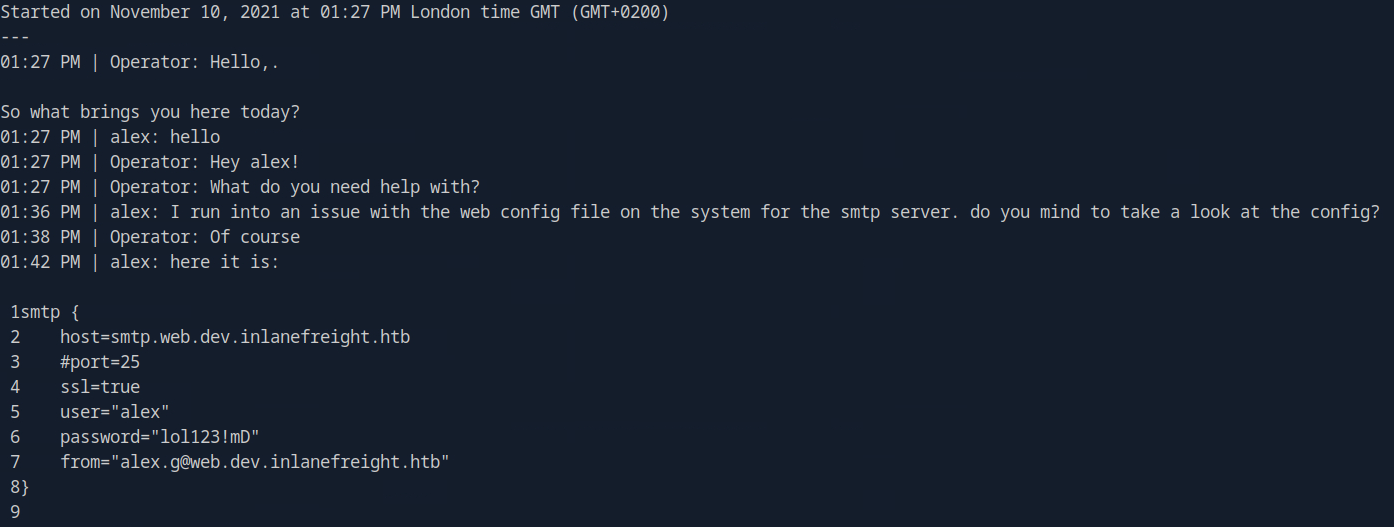 Started on November 10, 2021 at 01:27 PM London time GMT (GMT+0200)
---
01:27 PM | Operator: Hello,.
So what brings you here today?
01:27 PM | alex: hello
01:27 PM | Operator: Hey alex!
01:27 PM | Operator: What do you need help with?
01:36 PM | alex: I run into an issue with the web config file on the system for the smtp server. do you mind to take a look at the config?
01:38 PM | Operator: Of course
01:42 PM | alex: here it is:
1smtp {
2    host=smtp.web.dev.inlanefreight.htb
3    #port=25
4    ssl=true
5    user="alex"
6    password="lol123!mD"
7    from="alex.g@web.dev.inlanefreight.htb"
8}
9